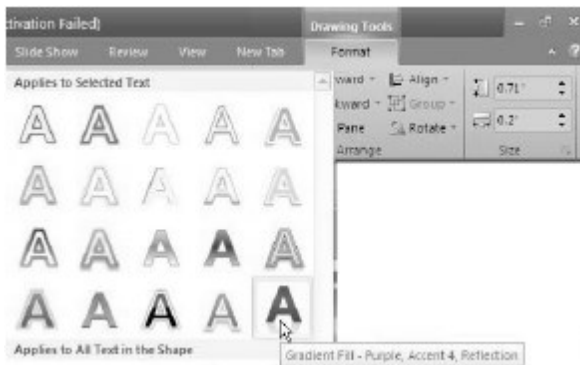 ctivation Failed)
Drawing Tools
Slide Show Review View New Tab Format
Applies to Selected Text
ward Align
kward Group
Pane Rotate
0.71"
0.2"
Arrange Size
Applies to All Text in the Shape
Gradient Fill - Purple, Accent 4, Reflection